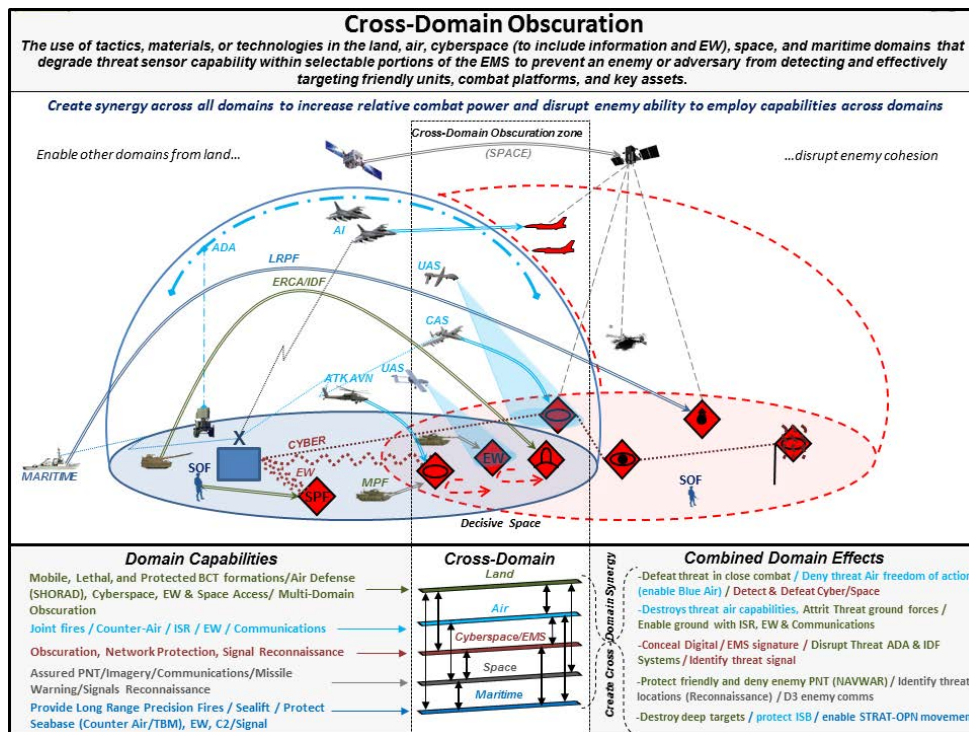 Cross-Domain Obscuration
The use of tactics, materials, or technologies in the land, air, cyberspace (to include information and EW), space, and maritime domains that
degrade threat sensor capability within selectable portions of the EMS to prevent an enemy or adversary from detecting and effectively
targeting friendly units, combat platforms, and key assets.
Create synergy across all domains to increase relative combat power and disrupt enemy ability to employ capabilities across domains
Cross-Domain Obscuration zone
(SPACE)
Enable other domains from land...
...disrupt enemy cohesion
ADA
AI
LRPF
UAS
ERCA/IDF
CAS
UAS
ATKAVN
X
CYBER
MARITIME
SOF
EW
EW
SPF
MPF
SOF
Decisive Space
Domain Capabilities
Mobile, Lethal, and Protected BCT formations/Air Defense
(SHORAD), Cyberspace, EW & Space Access/ Multi-Domain
Obscuration
Joint fires / Counter-Air / ISR / EW / Communications
Obscuration, Network Protection, Signal Reconnaissance
Assured PNT/Imagery/Communications/Missile
Warning/Signals Reconnaissance
Provide Long Range Precision Fires / Sealift / Protect
Seabase (Counter Air/TBM), EW, C2/Signal
Cross-Domain
Land
Air
Cyberspace/EMS
Space
Maritime
Create Cross-Domain Synergy
Combined Domain Effects
-Defeat threat in close combat / Deny threat Air freedom of action
(enable Blue Air) / Detect & Defeat Cyber/Space
-Destroys threat air capabilities, Attrit Threat ground forces /
Enable ground with ISR, EW & Communications
-Conceal Digital / EMS signature / Disrupt Threat ADA & IDF
Systems / Identify threat signal
-Protect friendly and deny enemy PNT (NAVWAR) / Identify threat
locations (Reconnaissance) / D3 enemy comms
-Destroy deep targets / protect ISB / enable STRAT-OPN movement